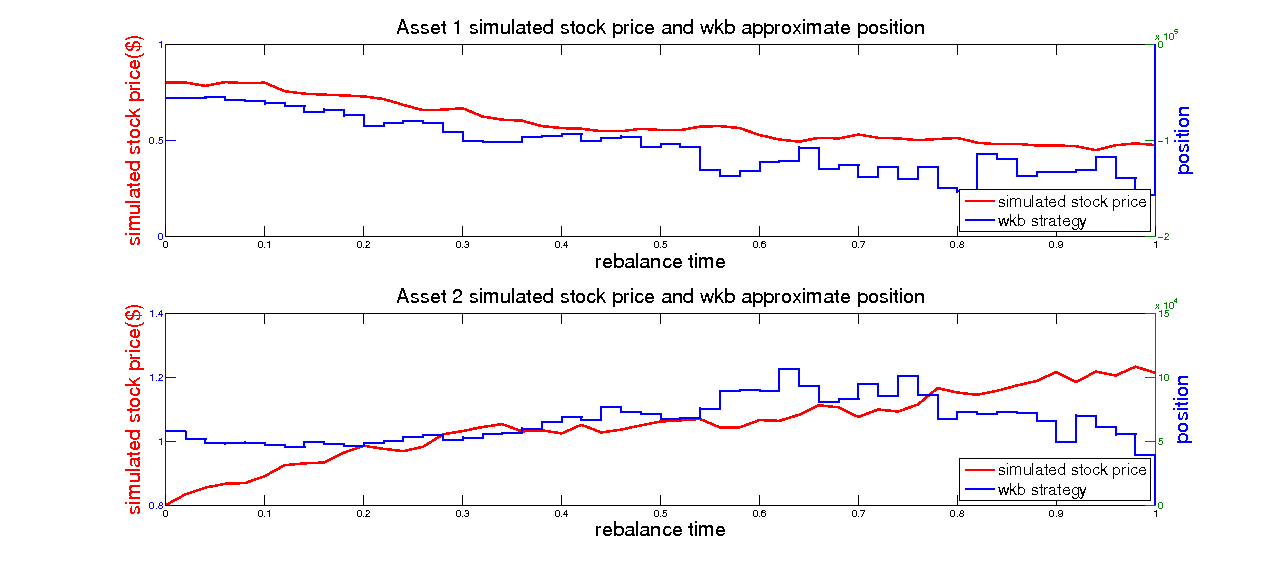 Asset 1 simulated stock price and wkb approximate position
x 10^5
simulated stock price($)
1
0.5
0
0
-1
-2
position
simulated stock price
wkb strategy
0 0.1 0.2 0.3 0.4 0.5 0.6 0.7 0.8 0.9 1
rebalance time
Asset 2 simulated stock price and wkb approximate position
x 10^4
simulated stock price($)
1.4
1.2
1
0.8
15
10
5
0
position
simulated stock price
wkb strategy
0 0.1 0.2 0.3 0.4 0.5 0.6 0.7 0.8 0.9 1
rebalance time